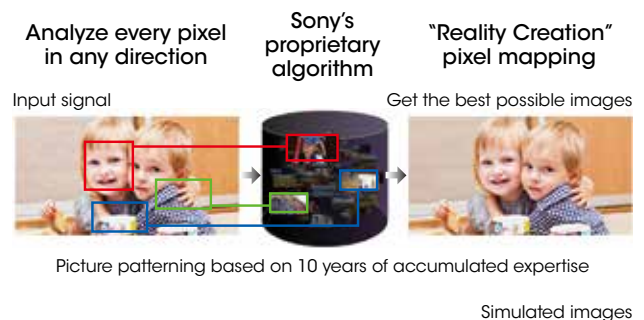 Analyze every pixel
in any direction
Sony's
proprietary
algorithm
“Reality Creation”
pixel mapping
Input signal
Get the best possible images
Picture patterning based on 10 years of accumulated expertise
Simulated images